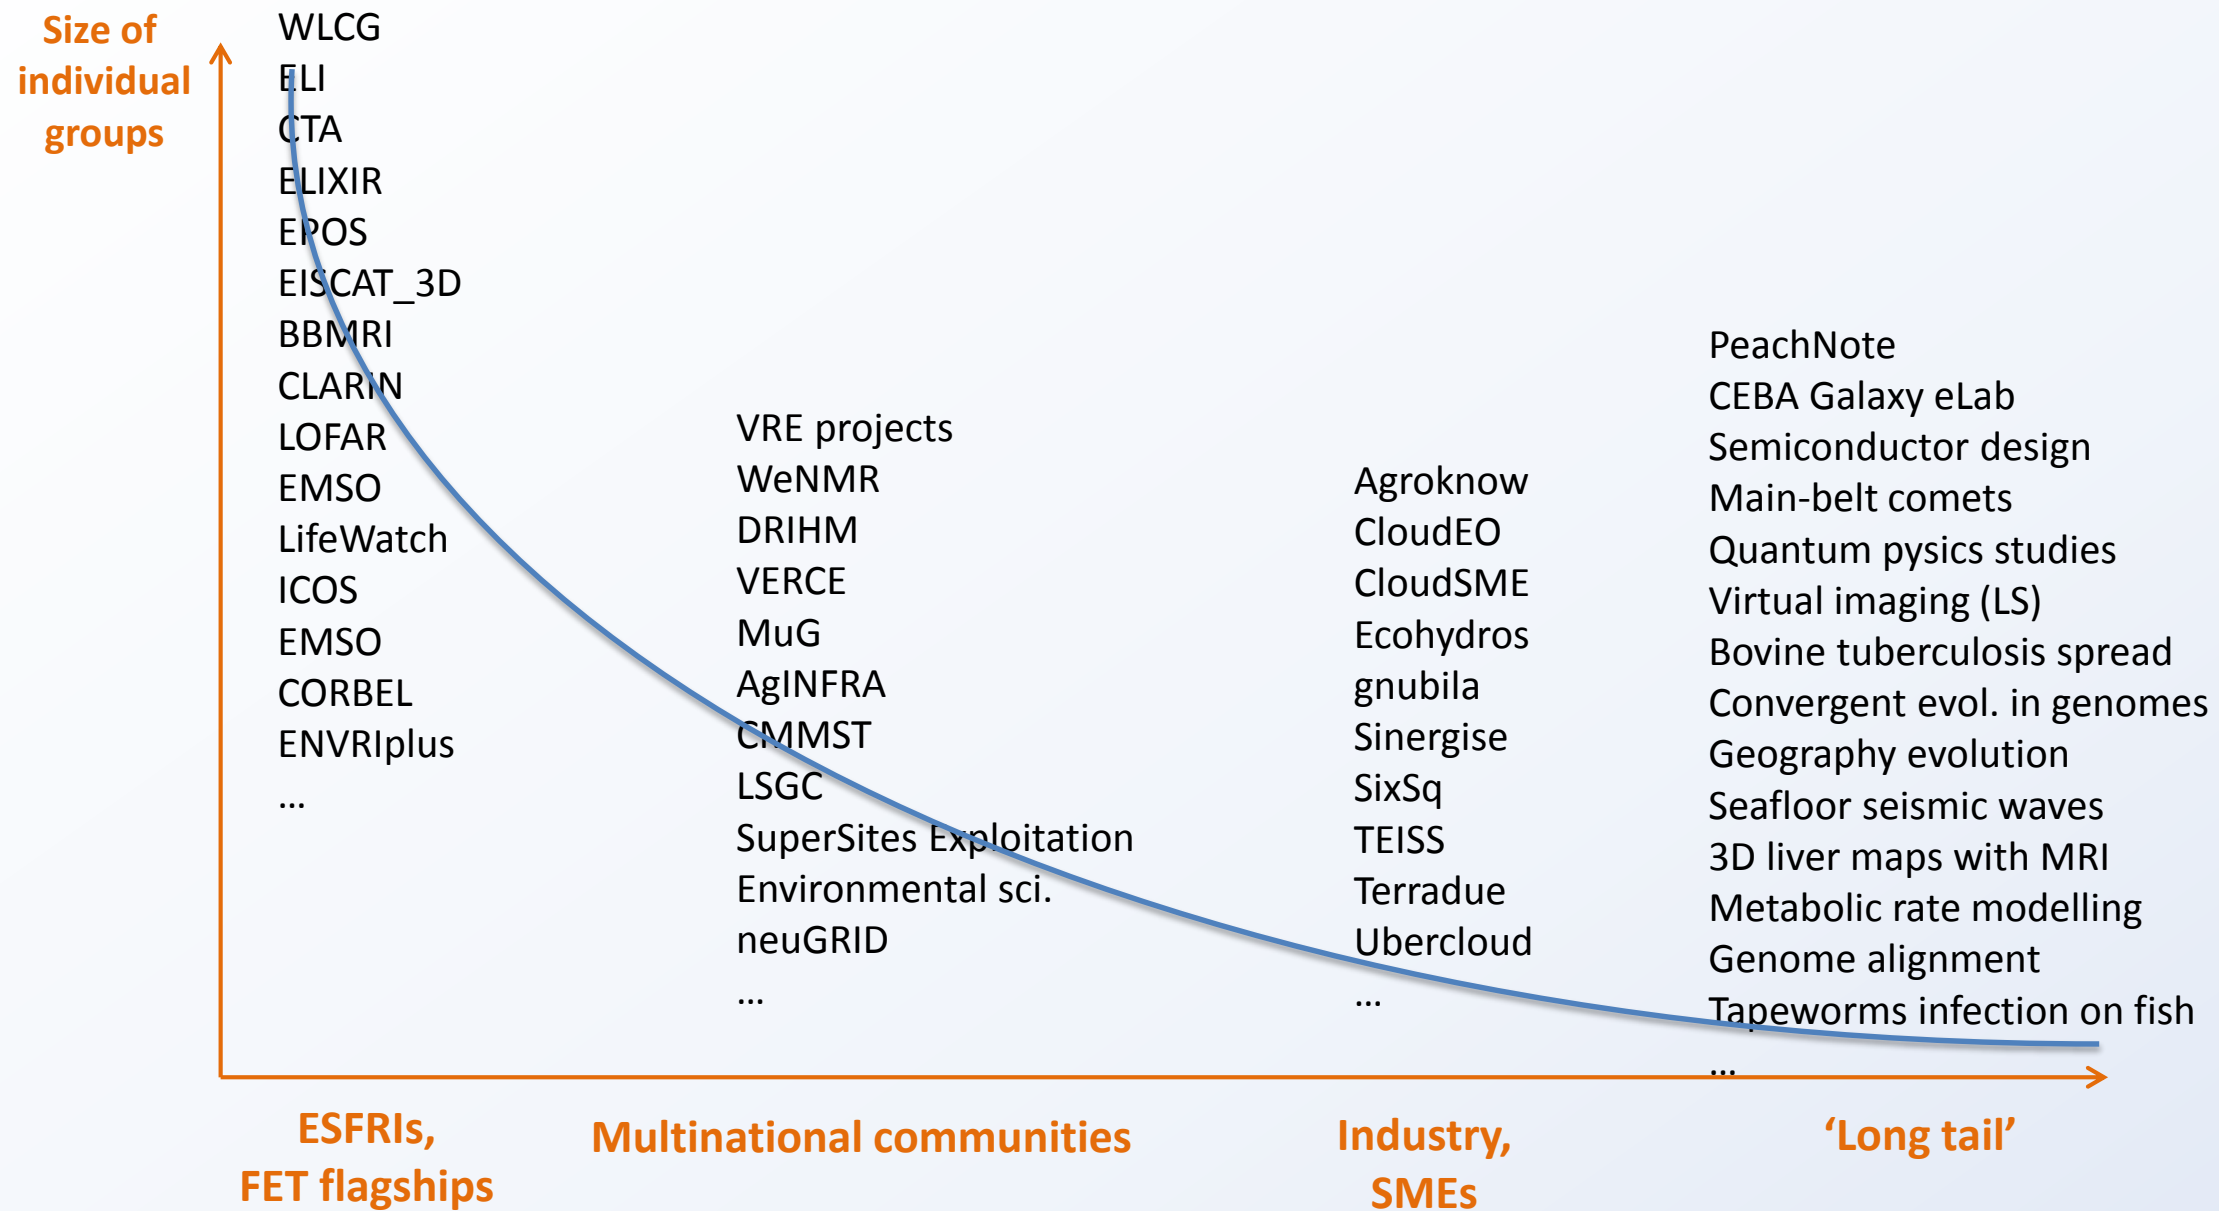 Size of
individual
groups
WLCG
ELI
CTA
ELIXIR
EPOS
EISCAT_3D
BBMRI
CLARIN
LOFAR
EMSO
LifeWatch
ICOS
EMSO
CORBEL
ENVRIplus
...
VRE projects
WeNMR
DRIHM
VERCE
MuG
AgINFRA
CMMST
LSGC
SuperSites Exploitation
Environmental sci.
neuGRID
...
Agroknow
CloudEO
CloudSME
Ecohydros
gnubila
Sinergise
SixSq
TEISS
Terradue
Ubercloud
...
PeachNote
CEBA Galaxy eLab
Semiconductor design
Main-belt comets
Quantum pysics studies
Virtual imaging (LS)
Bovine tuberculosis spread
Convergent evol. in genomes
Geography evolution
Seafloor seismic waves
3D liver maps with MRI
Metabolic rate modelling
Genome alignment
Tapeworms infection on fish
...
ESFRIs,
FET flagships
Multinational communities
Industry,
SMEs
‘Long tail’